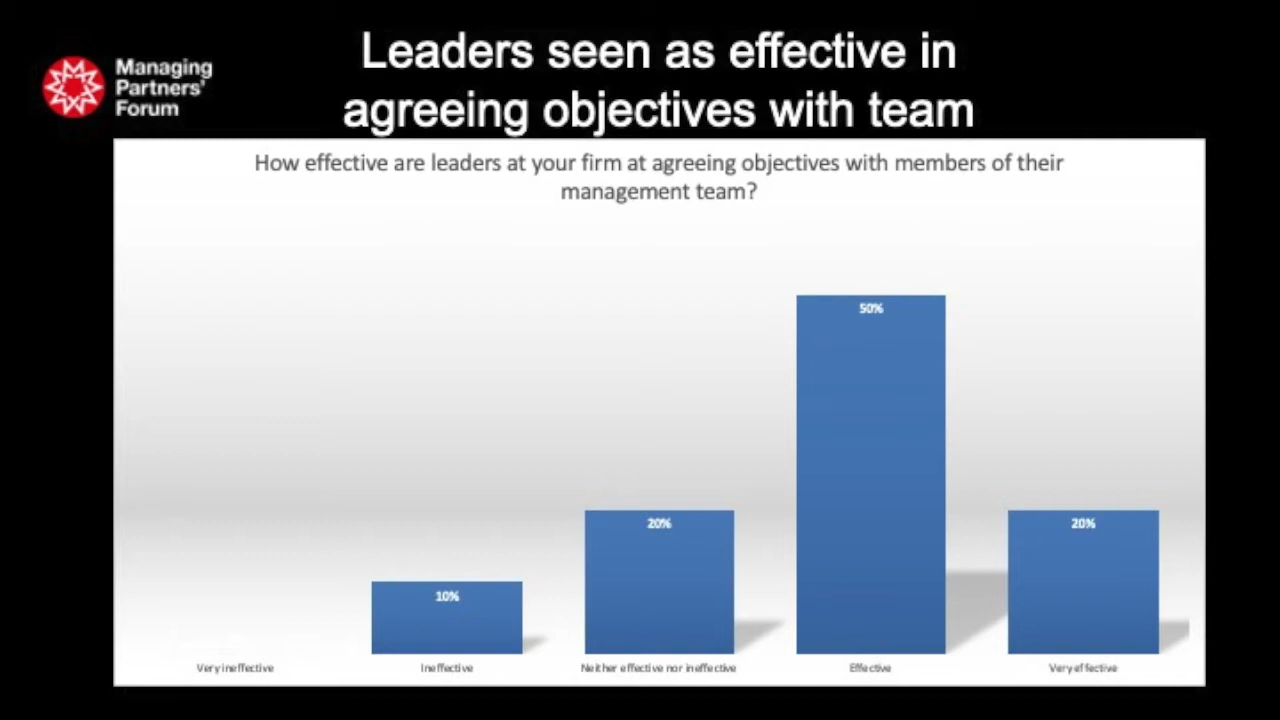 Managing
Partners'
Forum
Leaders seen as effective in
agreeing objectives with team
How effective are leaders at your firm at agreeing objectives with members of their
management team?
50%
20%
20%
10%
Very ineffective
Ineffective
Neither effective nor ineffective
Effective
Very effective